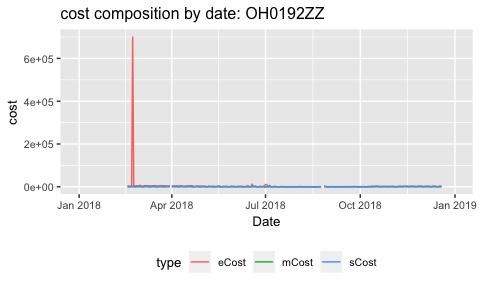 cost composition by date: OH0192ZZ
6e+05
4e+05
2e+05
0e+00
cost
Jan 2018 Apr 2018 Jul 2018 Oct 2018 Jan 2019
Date
type eCost mCost sCost